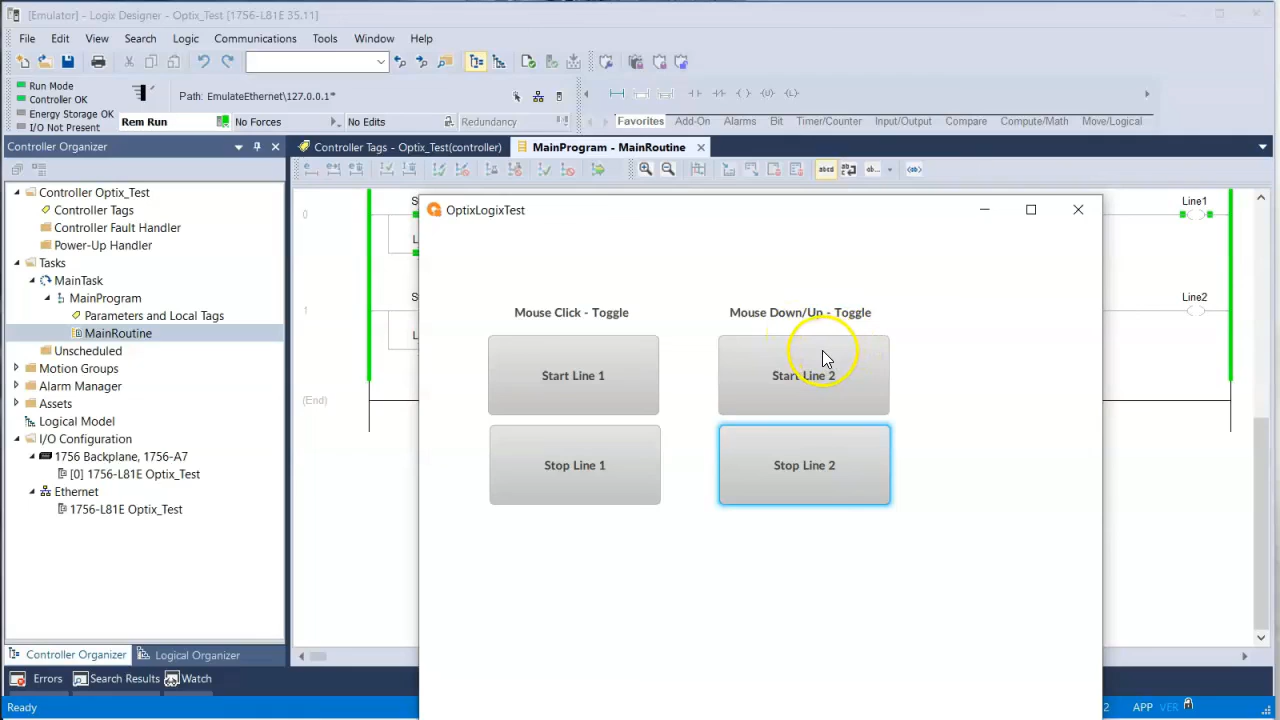 [Emulator] - Logix Designer - Optix_Test [1756-L81E 35.11]
File Edit View Search Logic Communications Tools Window Help
Run Mode
Controller OK
Energy Storage OK
I/O Not Present
Path: EmulateEthernet\127.0.0.1*
Rem Run No Forces No Edits Redundancy
Favorites Add-On Alarms Bit Timer/Counter Input/Output Compare Compute/Math Move/Logical
Controller Organizer
Controller Tags - Optix_Test(controller) MainProgram - MainRoutine
Controller Optix_Test
Controller Tags
Controller Fault Handler
Power-Up Handler
Tasks
MainTask
MainProgram
Parameters and Local Tags
MainRoutine
Unscheduled
Motion Groups
Alarm Manager
Assets
Logical Model
I/O Configuration
1756 Backplane, 1756-A7
[0] 1756-L81E Optix_Test
Ethernet
1756-L81E Optix_Test
0
Line1
1
Line2
(End)
OptixLogixTest
Mouse Click - Toggle Mouse Down/Up - Toggle
Start Line 1 Start Line 2
Stop Line 1 Stop Line 2
Controller Organizer Logical Organizer
Errors Search Results Watch
Ready
APP VER